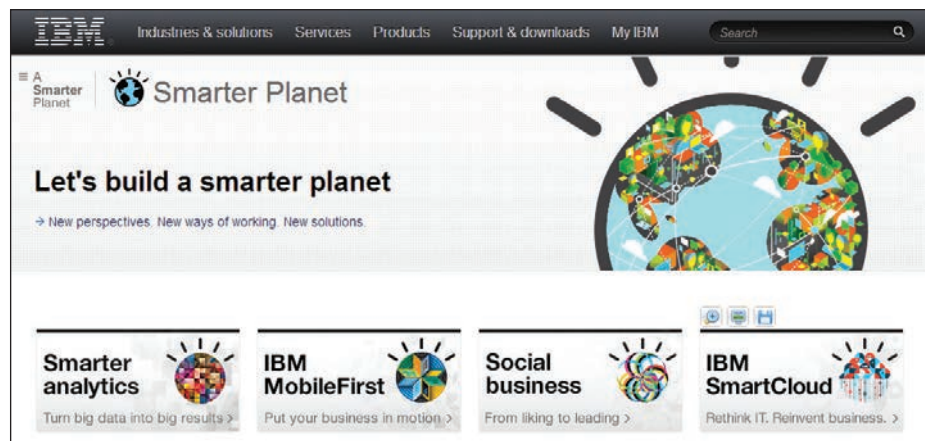 IBM
Industries & solutions Services Products Support & downloads My IBM Search
A
Smarter
Planet
Smarter Planet
Let's build a smarter planet
→ New perspectives. New ways of working. New solutions.
Smarter
analytics
Turn big data into big results >
IBM
MobileFirst
Put your business in motion >
Social
business
From liking to leading >
IBM
SmartCloud
Rethink IT. Reinvent business. >